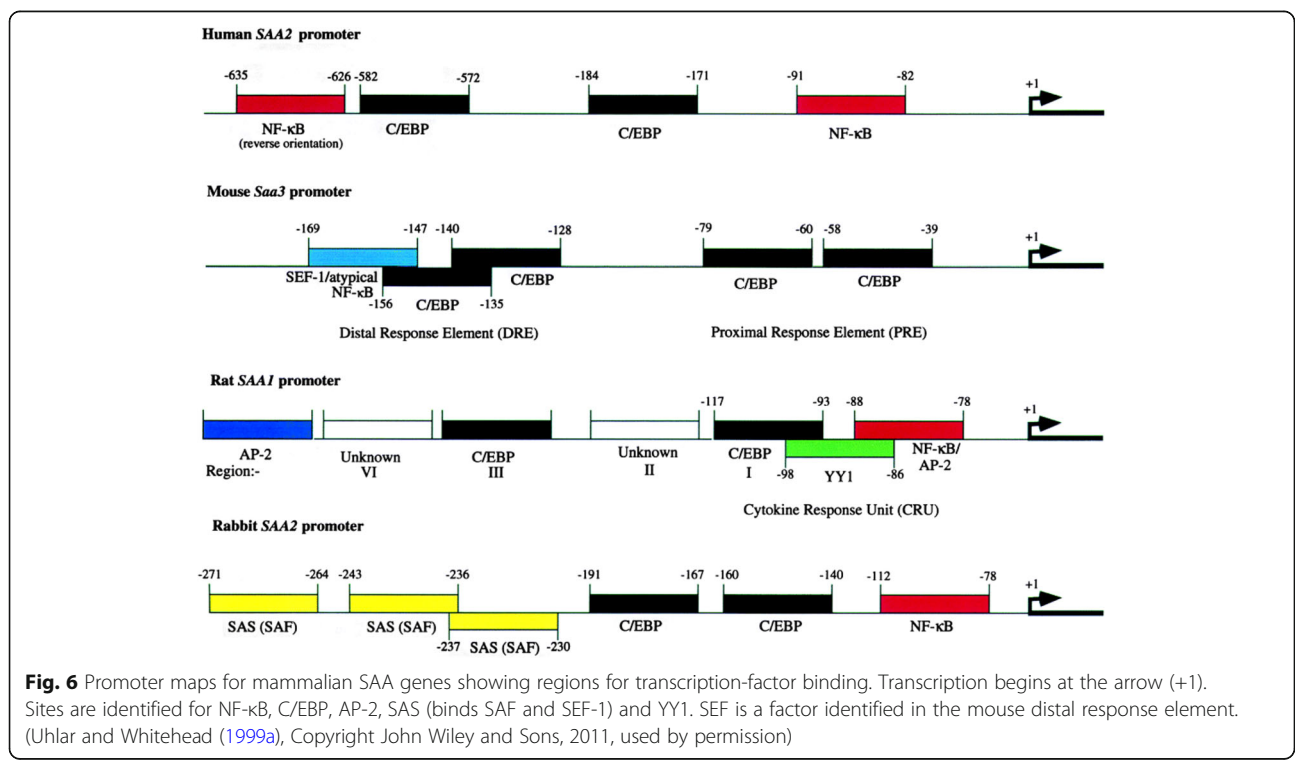 Human SAA2 promoter
-635 -626 -582 -572 -184 -171 -91 -82 +1
NF-κB C/EBP C/EBP NF-κB
(reverse orientation)
Mouse Saa3 promoter
-169 -147 -140 -128 -79 -60 -58 -39 +1
SEF-1/atypical C/EBP C/EBP C/EBP
NF-κB
-156 C/EBP -135
Distal Response Element (DRE) Proximal Response Element (PRE)
Rat SAA1 promoter
-117 -93 -88 -78 +1
AP-2 Unknown C/EBP Unknown C/EBP NF-κB/
Region:- VI III II I -98 YY1 -86 AP-2
Cytokine Response Unit (CRU)
Rabbit SAA2 promoter
-271 -264 -243 -236 -191 -167 -160 -140 -112 -78 +1
SAS (SAF) SAS (SAF) C/EBP C/EBP NF-κB
-237 SAS (SAF) -230
Fig. 6 Promoter maps for mammalian SAA genes showing regions for transcription-factor binding. Transcription begins at the arrow (+1).
Sites are identified for NF-κB, C/EBP, AP-2, SAS (binds SAF and SEF-1) and YY1. SEF is a factor identified in the mouse distal response element.
(Uhlar and Whitehead (1999a), Copyright John Wiley and Sons, 2011, used by permission)